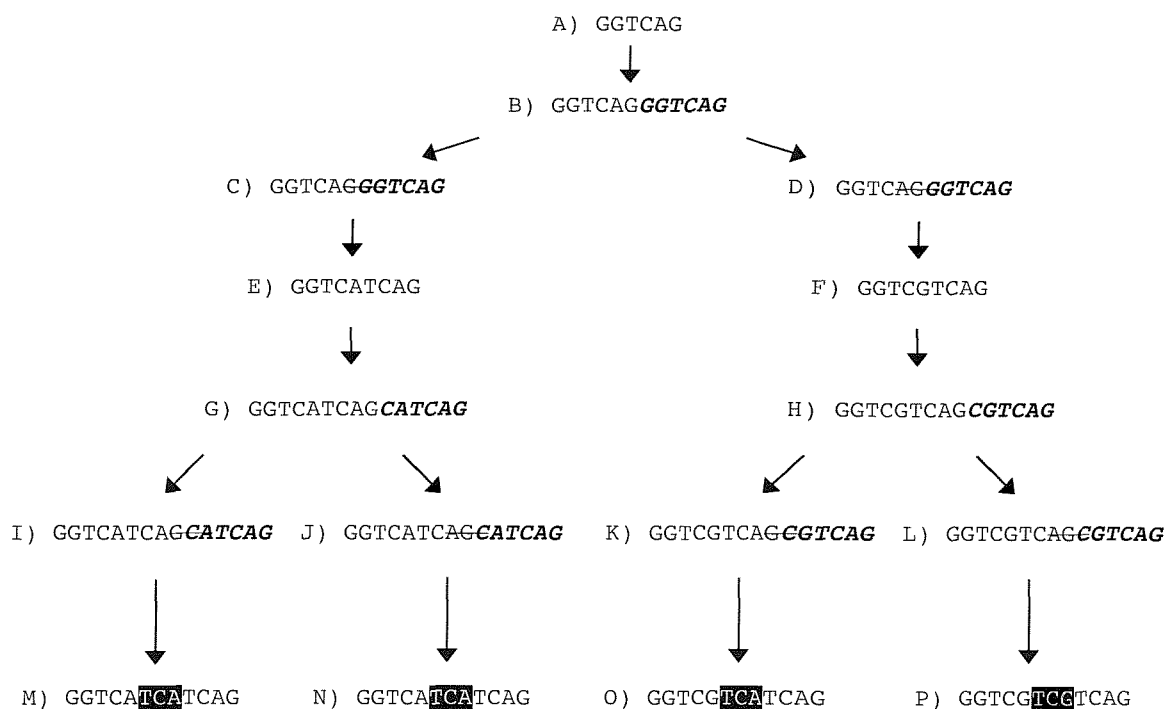 A) GGTCAG
B) GGTCAGGGTCAG
C) GGTCAGGGTCAG
D) GGTCAGGGTCAG
E) GGTCATCAG
F) GGTCGTCAG
G) GGTCATCAGCATCAG
H) GGTCGTCAGCGTCAG
I) GGTCATCAGCATCAG
J) GGTCATCAGCATCAG
K) GGTCGTCAGCGTCAG
L) GGTCGTCAGCGTCAG
M) GGTCATCATCAG
N) GGTCATCATCAG
O) GGTCGTCATCAG
P) GGTCGTCGTCAG